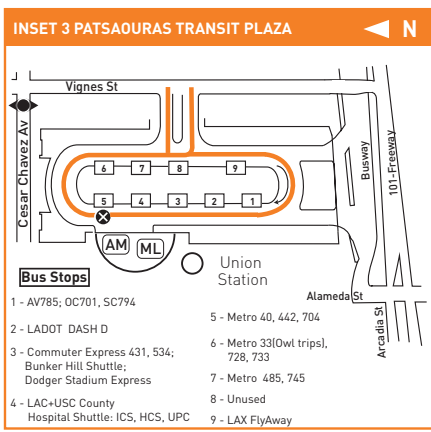 INSET 3 PATSAOURAS TRANSIT PLAZA
N
Vignes St
Cesar Chavez Av
Busway
101-Freeway
6 7 8 9
5 4 3 2 1
AM ML
Union
Station
Alameda St
Arcadia St
Bus Stops
1 - AV785; OC701, SC794
2 - LADOT DASH D
3 - Commuter Express 431, 534;
Bunker Hill Shuttle;
Dodger Stadium Express
4 - LAC+USC County
Hospital Shuttle: ICS, HCS, UPC
5 - Metro 40, 442, 704
6 - Metro 33(Owl trips),
728, 733
7 - Metro 485, 745
8 - Unused
9 - LAX FlyAway